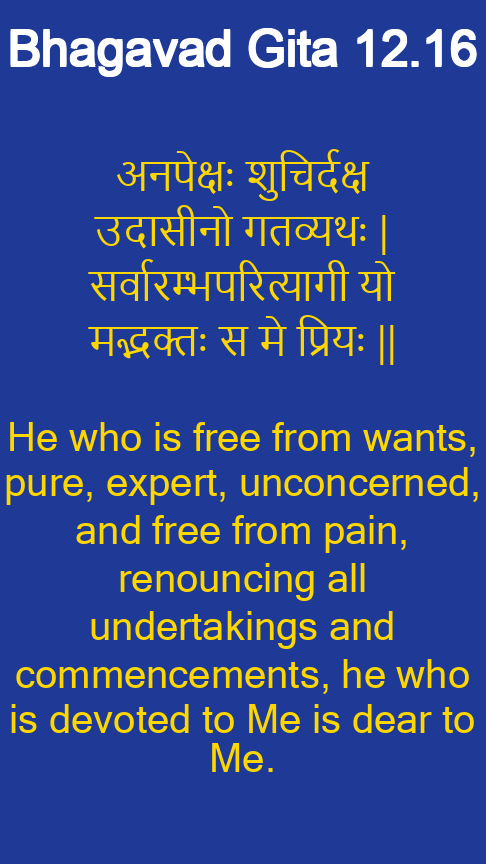 Bhagavad Gita 12.16
अनपेक्षः शुचिर्दक्ष
उदासीनो गतव्यथः |
सर्वारम्भपरित्यागी यो
मद्भक्तः स मे प्रियः ||
He who is free from wants,
pure, expert, unconcerned,
and free from pain,
renouncing all
undertakings and
commencements, he who
is devoted to Me is dear to
Me.